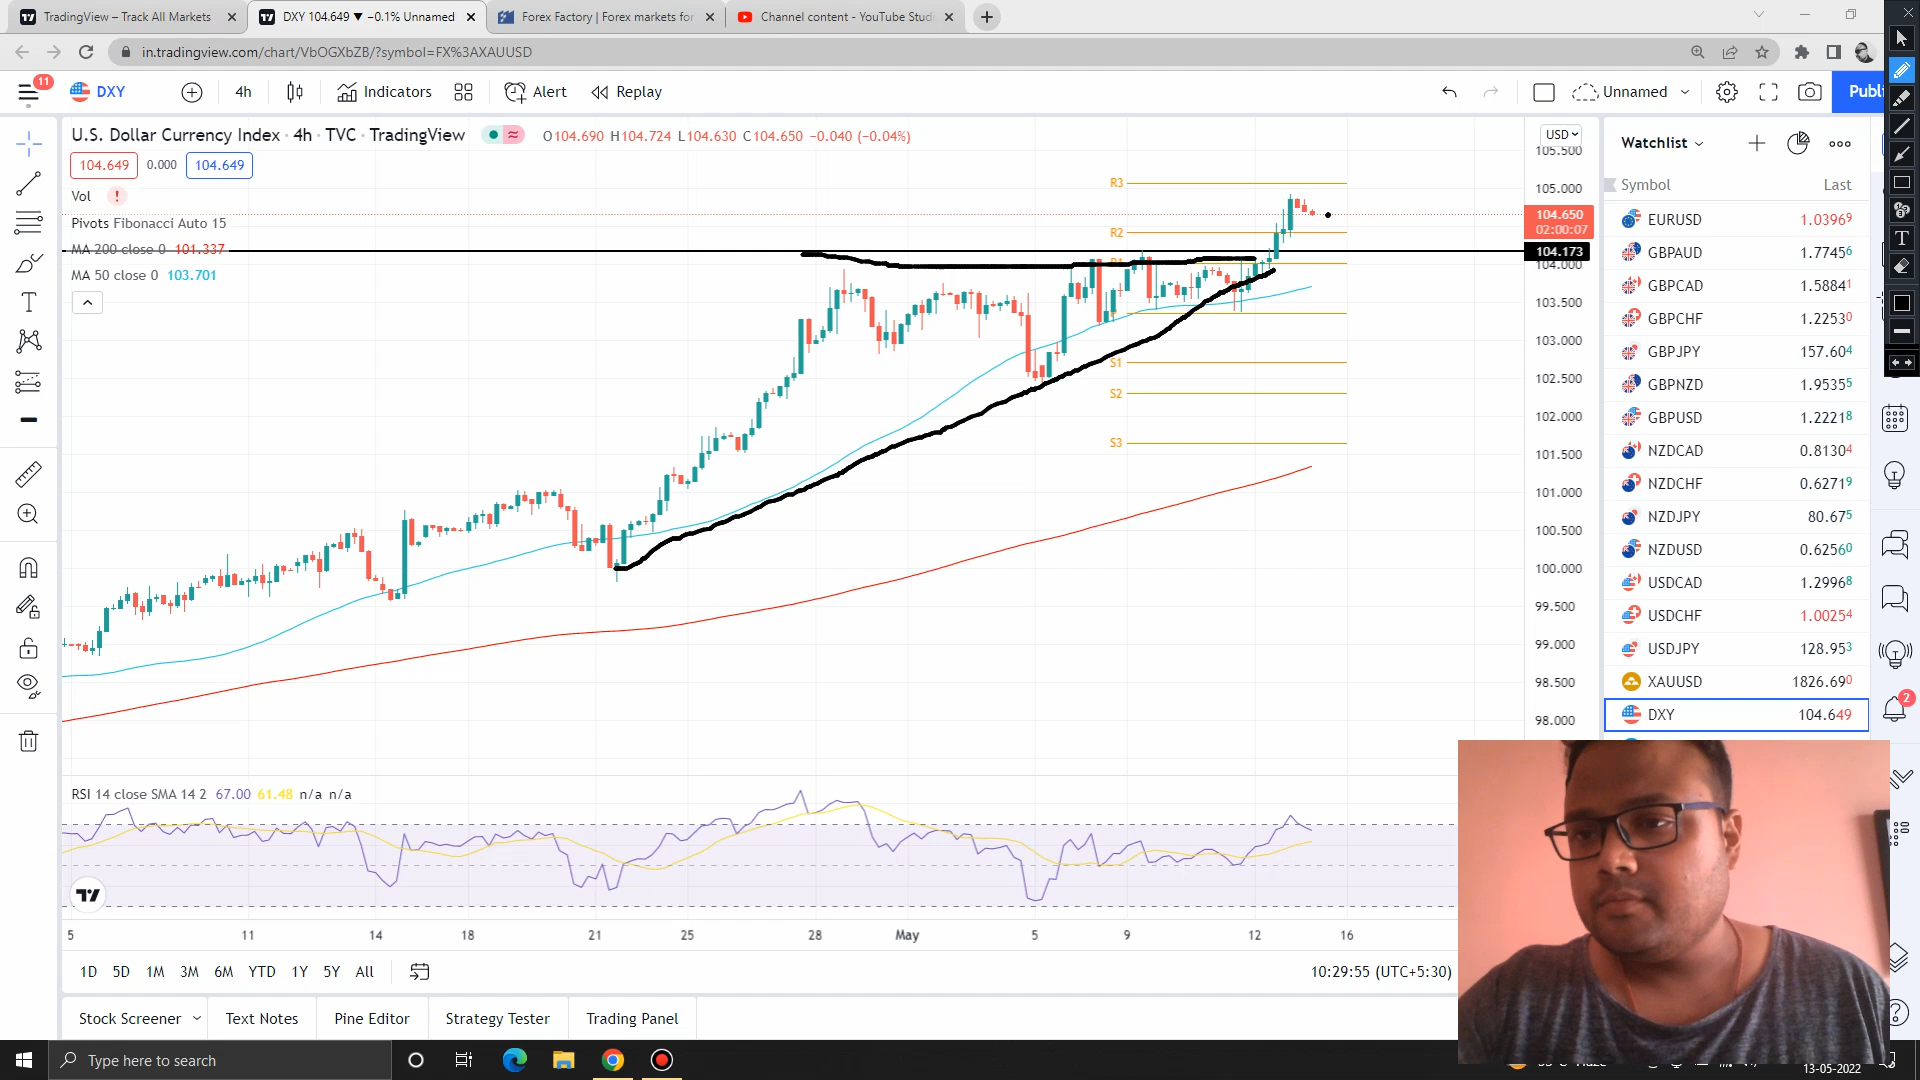 TradingView – Track All Markets
DXY 104.649 ▼ −0.1% Unnamed
Forex Factory | Forex markets for
Channel content - YouTube Studi
in.tradingview.com/chart/VbOGXbZB/?symbol=FX%3AXAUUSD
11
DXY
4h
Indicators
Alert
Replay
Unnamed
Publi
U.S. Dollar Currency Index · 4h · TVC · TradingView
O104.690 H104.724 L104.630 C104.650 −0.040 (−0.04%)
USD
104.649
0.000
104.649
Vol
Pivots Fibonacci Auto 15
MA 200 close 0 101.337
MA 50 close 0 103.701
R3
R2
S1
S2
S3
105.500
105.000
104.650
02:00:07
104.173
104.000
103.500
103.000
102.500
102.000
101.500
101.000
100.500
100.000
99.500
99.000
98.500
98.000
Watchlist
Symbol
Last
EURUSD 1.03969
GBPAUD 1.77456
GBPCAD 1.58841
GBPCHF 1.22530
GBPJPY 157.604
GBPNZD 1.95355
GBPUSD 1.22218
NZDCAD 0.81304
NZDCHF 0.62719
NZDJPY 80.675
NZDUSD 0.62560
USDCAD 1.29968
USDCHF 1.00254
USDJPY 128.953
XAUUSD 1826.690
DXY 104.649
2
RSI 14 close SMA 14 2 67.00 61.48 n/a n/a
5 11 14 18 21 25 28 May 5 9 12 16
1D 5D 1M 3M 6M YTD 1Y 5Y All
10:29:55 (UTC+5:30)
Stock Screener
Text Notes
Pine Editor
Strategy Tester
Trading Panel
Type here to search
13-05-2022